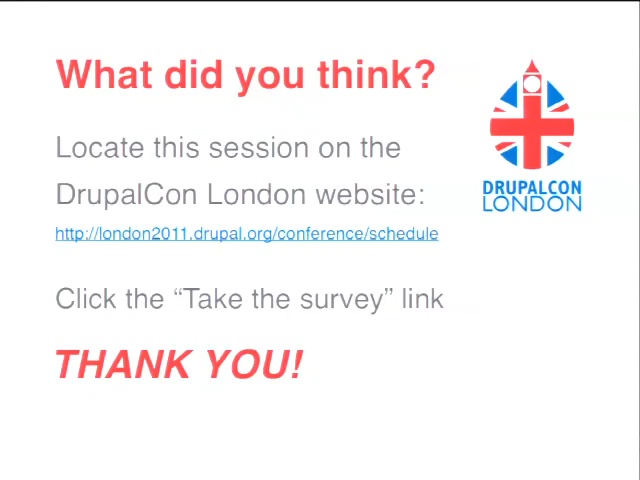 What did you think?
Locate this session on the
DrupalCon London website:
http://london2011.drupal.org/conference/schedule
Click the “Take the survey” link
THANK YOU!
DRUPALCON
LONDON